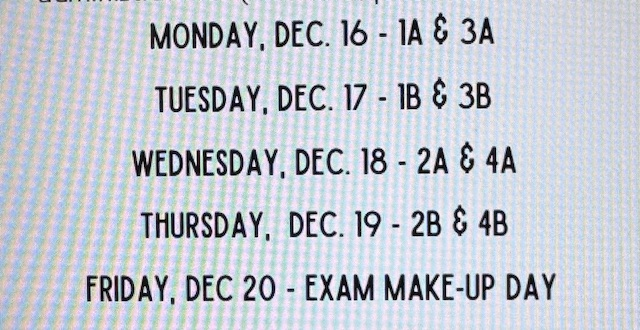 MONDAY, DEC. 16 - 1A & 3A
TUESDAY, DEC. 17 - 1B & 3B
WEDNESDAY, DEC. 18 - 2A & 4A
THURSDAY, DEC. 19 - 2B & 4B
FRIDAY, DEC 20 - EXAM MAKE-UP DAY